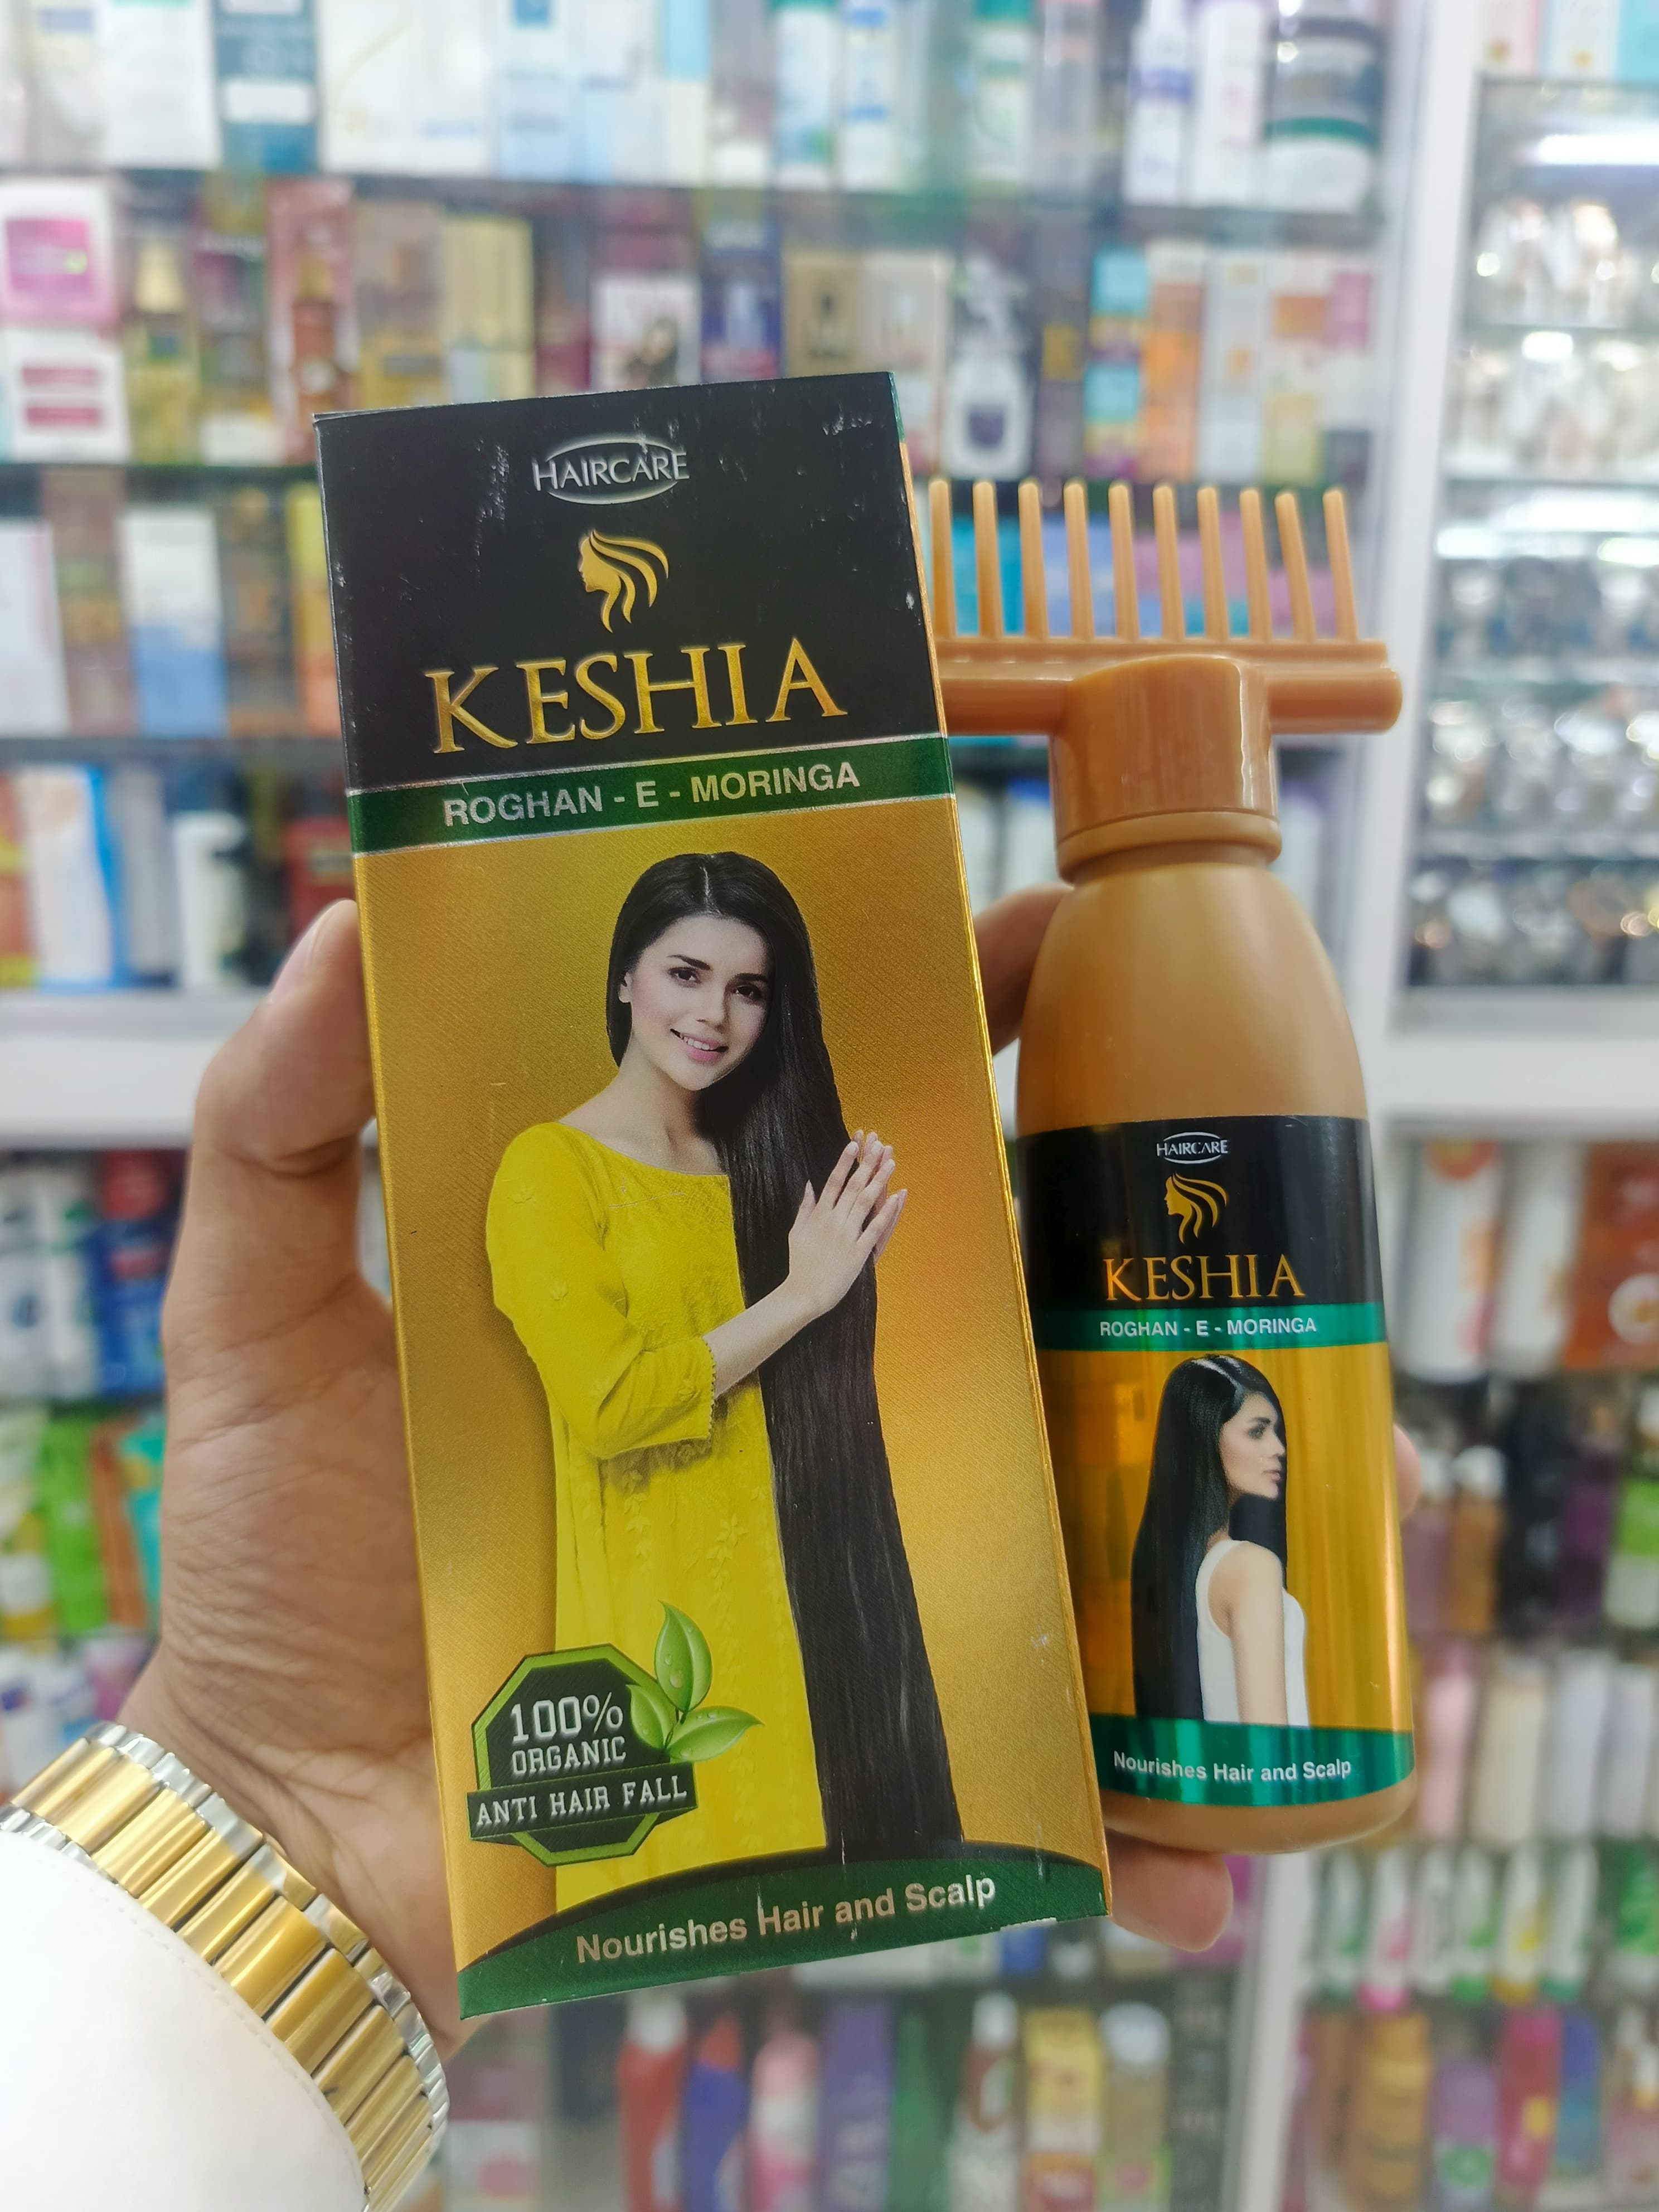 HAIRCARE
KESHIA
ROGHAN - E - MORINGA
100%
ORGANIC
ANTI HAIR FALL
Nourishes Hair and Scalp
HAIRCARE
KESHIA
ROGHAN - E - MORINGA
Nourishes Hair and Scalp